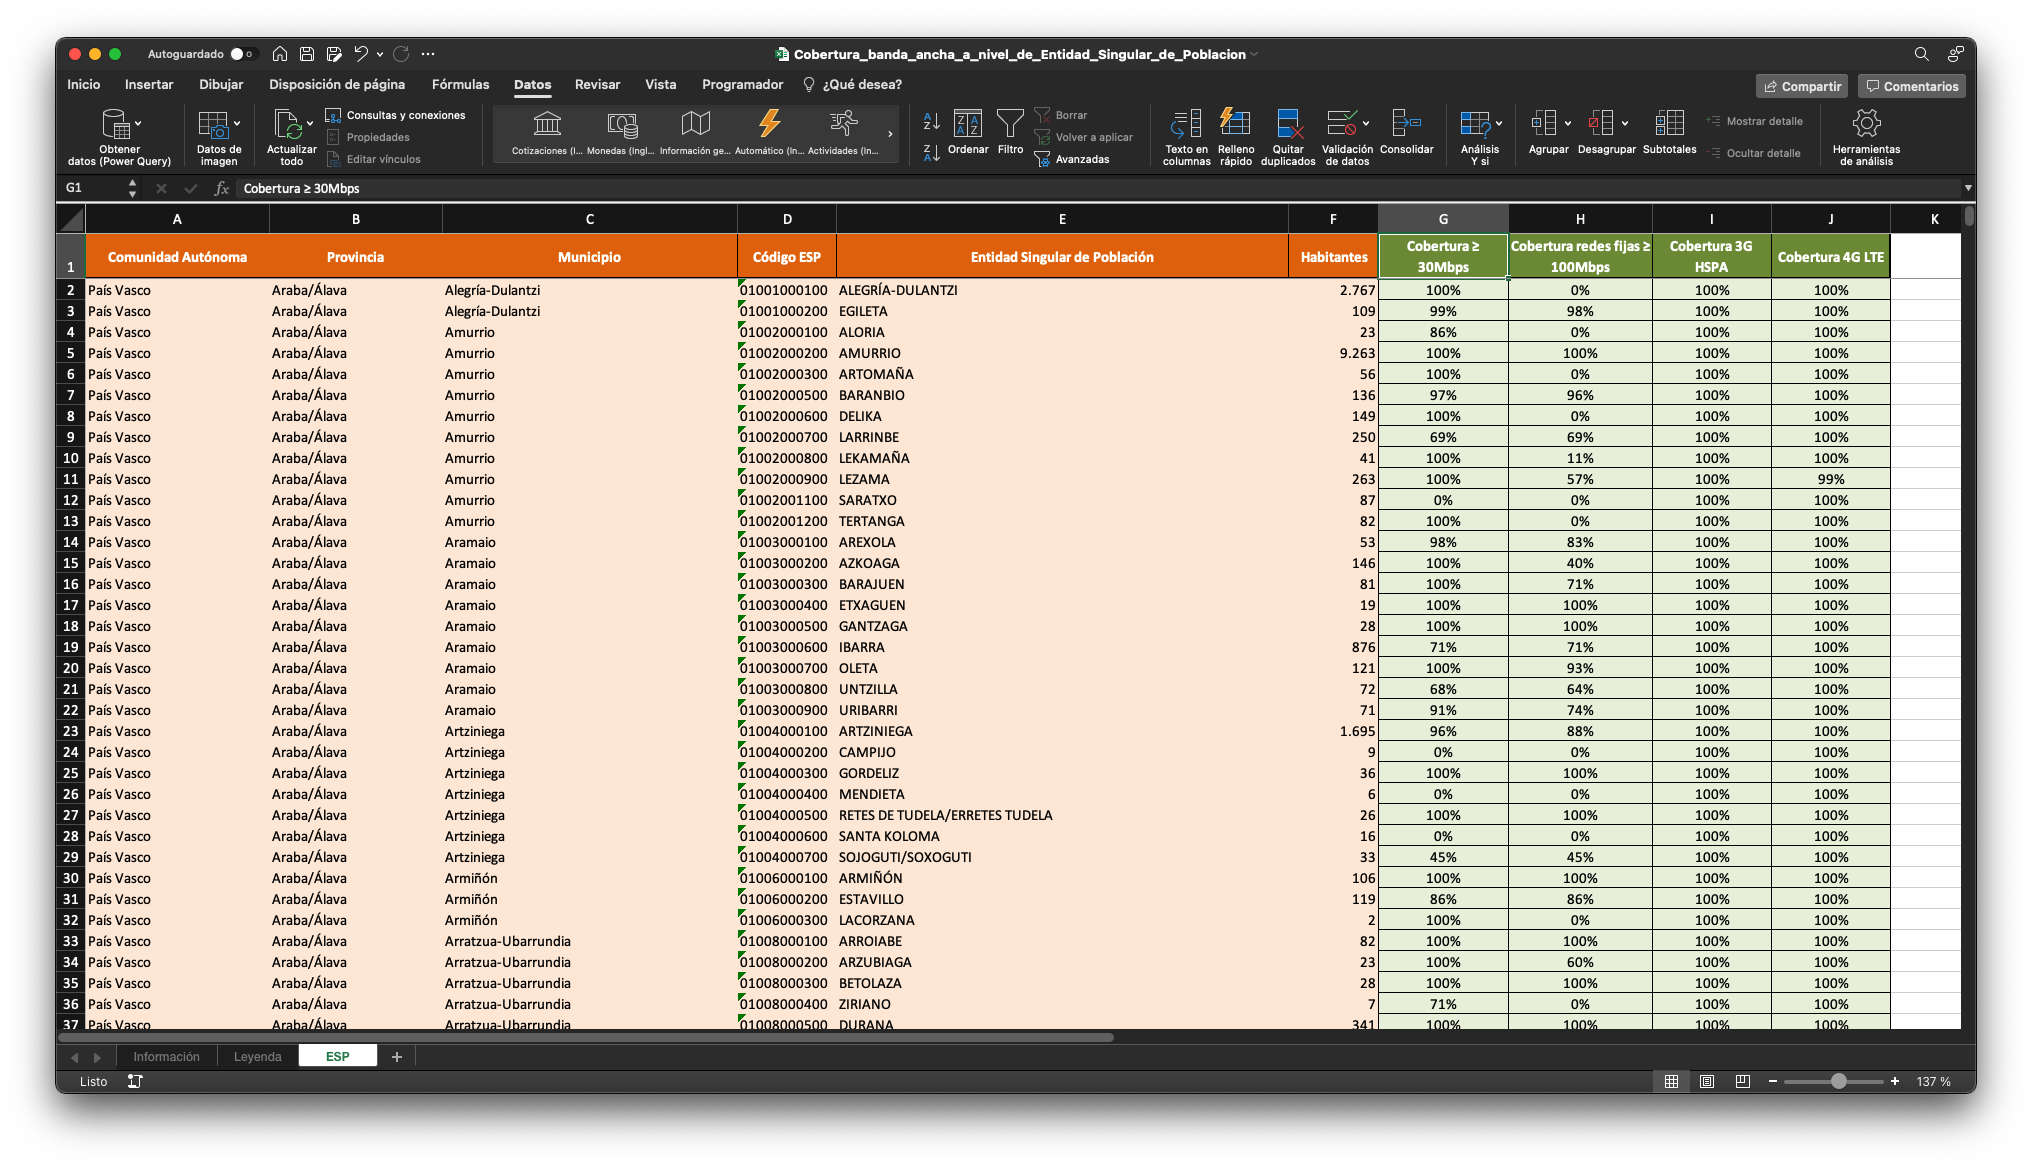 Autoguardado
Cobertura_banda_ancha_a_nivel_de_Entidad_Singular_de_Poblacion
Inicio Insertar Dibujar Disposición de página Fórmulas Datos Revisar Vista Programador ¿Qué desea? Compartir Comentarios
Obtener datos (Power Query)
Datos de imagen
Actualizar todo
Consultas y conexiones
Propiedades
Editar vínculos
Cotizaciones (I... Monedas (Ingl... Información ge... Automático (In... Actividades (In...
Ordenar
Filtro
Borrar
Volver a aplicar
Avanzadas
Texto en columnas
Relleno rápido
Quitar duplicados
Validación de datos
Consolidar
Análisis Y si
Agrupar
Desagrupar
Subtotales
Mostrar detalle
Ocultar detalle
Herramientas de análisis
G1 fx Cobertura ≥ 30Mbps
A B C D E F G H I J K
1 Comunidad Autónoma Provincia Municipio Código ESP Entidad Singular de Población Habitantes Cobertura ≥ 30Mbps Cobertura redes fijas ≥ 100Mbps Cobertura 3G HSPA Cobertura 4G LTE
2 País Vasco Araba/Álava Alegría-Dulantzi 01001000100 ALEGRÍA-DULANTZI 2.767 100% 0% 100% 100%
3 País Vasco Araba/Álava Alegría-Dulantzi 01001000200 EGILETA 109 99% 98% 100% 100%
4 País Vasco Araba/Álava Amurrio 01002000100 ALORIA 23 86% 0% 100% 100%
5 País Vasco Araba/Álava Amurrio 01002000200 AMURRIO 9.263 100% 100% 100% 100%
6 País Vasco Araba/Álava Amurrio 01002000300 ARTOMAÑA 56 100% 0% 100% 100%
7 País Vasco Araba/Álava Amurrio 01002000500 BARANBIO 136 97% 96% 100% 100%
8 País Vasco Araba/Álava Amurrio 01002000600 DELIKA 149 100% 0% 100% 100%
9 País Vasco Araba/Álava Amurrio 01002000700 LARRINBE 250 69% 69% 100% 100%
10 País Vasco Araba/Álava Amurrio 01002000800 LEKAMAÑA 41 100% 11% 100% 100%
11 País Vasco Araba/Álava Amurrio 01002000900 LEZAMA 263 100% 57% 100% 99%
12 País Vasco Araba/Álava Amurrio 01002001100 SARATXO 87 0% 0% 100% 100%
13 País Vasco Araba/Álava Amurrio 01002001200 TERTANGA 82 100% 0% 100% 100%
14 País Vasco Araba/Álava Aramaio 01003000100 AREXOLA 53 98% 83% 100% 100%
15 País Vasco Araba/Álava Aramaio 01003000200 AZKOAGA 146 100% 40% 100% 100%
16 País Vasco Araba/Álava Aramaio 01003000300 BARAJUEN 81 100% 71% 100% 100%
17 País Vasco Araba/Álava Aramaio 01003000400 ETXAGUEN 19 100% 100% 100% 100%
18 País Vasco Araba/Álava Aramaio 01003000500 GANTZAGA 28 100% 100% 100% 100%
19 País Vasco Araba/Álava Aramaio 01003000600 IBARRA 876 71% 71% 100% 100%
20 País Vasco Araba/Álava Aramaio 01003000700 OLETA 121 100% 93% 100% 100%
21 País Vasco Araba/Álava Aramaio 01003000800 UNTZILLA 72 68% 64% 100% 100%
22 País Vasco Araba/Álava Aramaio 01003000900 URIBARRI 71 91% 74% 100% 100%
23 País Vasco Araba/Álava Artziniega 01004000100 ARTZINIEGA 1.695 96% 88% 100% 100%
24 País Vasco Araba/Álava Artziniega 01004000200 CAMPIJO 9 0% 0% 100% 100%
25 País Vasco Araba/Álava Artziniega 01004000300 GORDELIZ 36 100% 100% 100% 100%
26 País Vasco Araba/Álava Artziniega 01004000400 MENDIETA 6 0% 0% 100% 100%
27 País Vasco Araba/Álava Artziniega 01004000500 RETES DE TUDELA/ERRETES TUDELA 26 100% 100% 100% 100%
28 País Vasco Araba/Álava Artziniega 01004000600 SANTA KOLOMA 16 0% 0% 100% 100%
29 País Vasco Araba/Álava Artziniega 01004000700 SOJOGUTI/SOXOGUTI 33 45% 45% 100% 100%
30 País Vasco Araba/Álava Armiñón 01006000100 ARMIÑÓN 106 100% 100% 100% 100%
31 País Vasco Araba/Álava Armiñón 01006000200 ESTAVILLO 119 86% 86% 100% 100%
32 País Vasco Araba/Álava Armiñón 01006000300 LACORZANA 2 100% 0% 100% 100%
33 País Vasco Araba/Álava Arratzua-Ubarrundia 01008000100 ARROIABE 82 100% 100% 100% 100%
34 País Vasco Araba/Álava Arratzua-Ubarrundia 01008000200 ARZUBIAGA 23 100% 60% 100% 100%
35 País Vasco Araba/Álava Arratzua-Ubarrundia 01008000300 BETOLAZA 28 100% 100% 100% 100%
36 País Vasco Araba/Álava Arratzua-Ubarrundia 01008000400 ZIRIANO 7 71% 0% 100% 100%
37 País Vasco Araba/Álava Arratzua-Ubarrundia 01008000500 DURANA 341 100% 100% 100% 100%
Información Leyenda ESP +
Listo 137 %